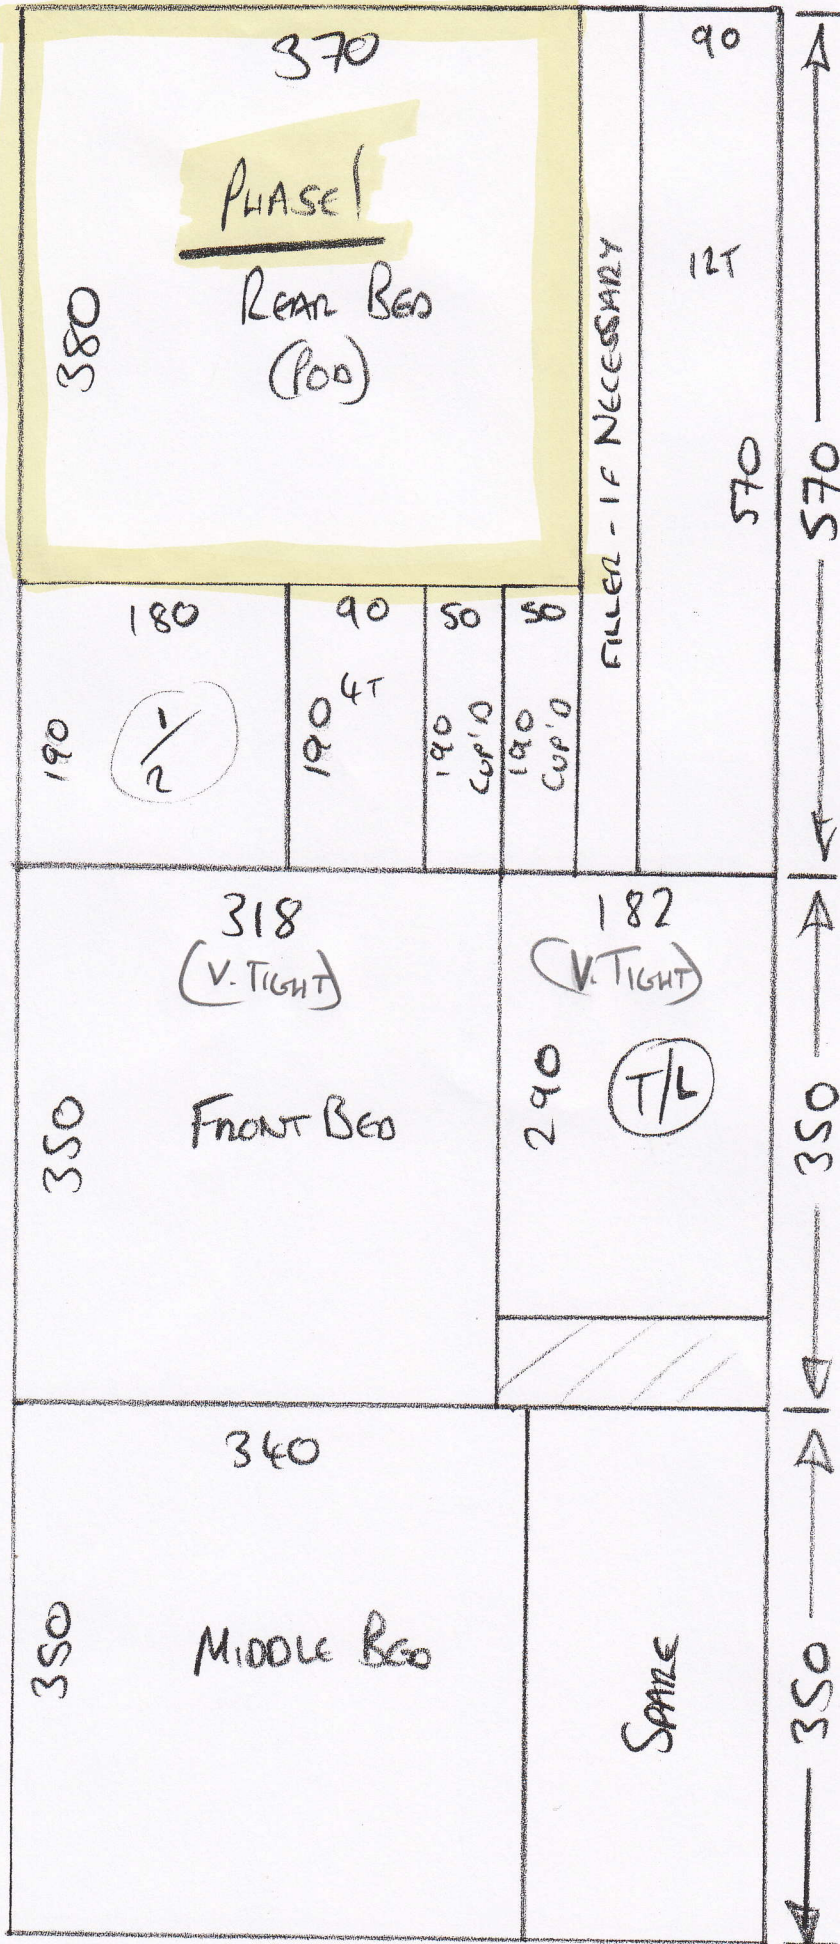 370
90
PHASE 1
REAR BED
(POD)
380
FILLER - IF NECESSARY
12T
570
570
180
90
50
50
190
1/2
190
4T
190
CUP'D
190
CUP'D
318
(V. TIGHT)
182
(V. TIGHT)
350
FRONT BED
290
T/L
350
340
350
MIDDLE BED
SPARE
350